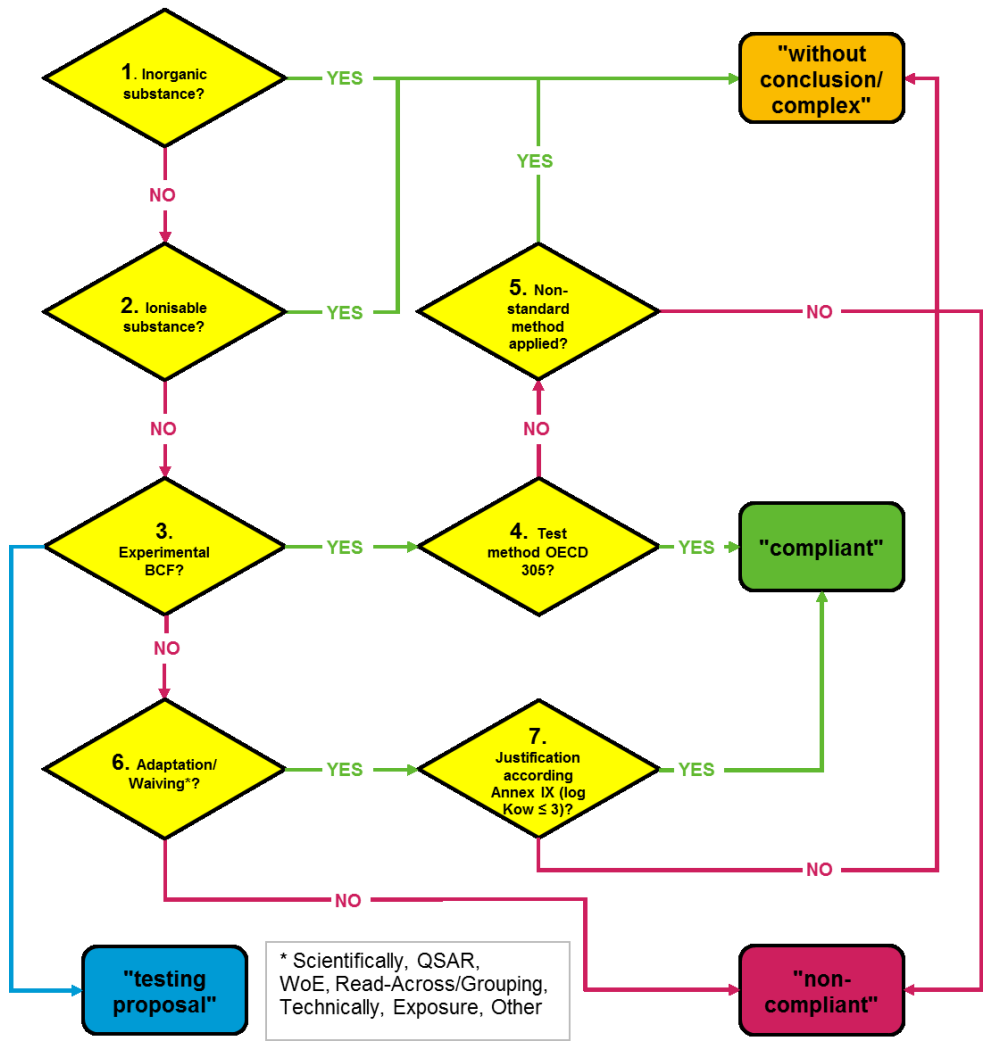 1. Inorganic
substance?
YES
"without
conclusion/
complex"
YES
NO
2. Ionisable
substance?
YES
5. Non-
standard
method
applied?
NO
NO
NO
3.
Experimental
BCF?
YES
4. Test
method OECD
305?
YES
"compliant"
NO
6. Adaptation/
Waiving*?
YES
7.
Justification
according
Annex IX (log
Kow ≤ 3)?
YES
NO
NO
"testing
proposal"
* Scientifically, QSAR,
WoE, Read-Across/Grouping,
Technically, Exposure, Other
"non-
compliant"